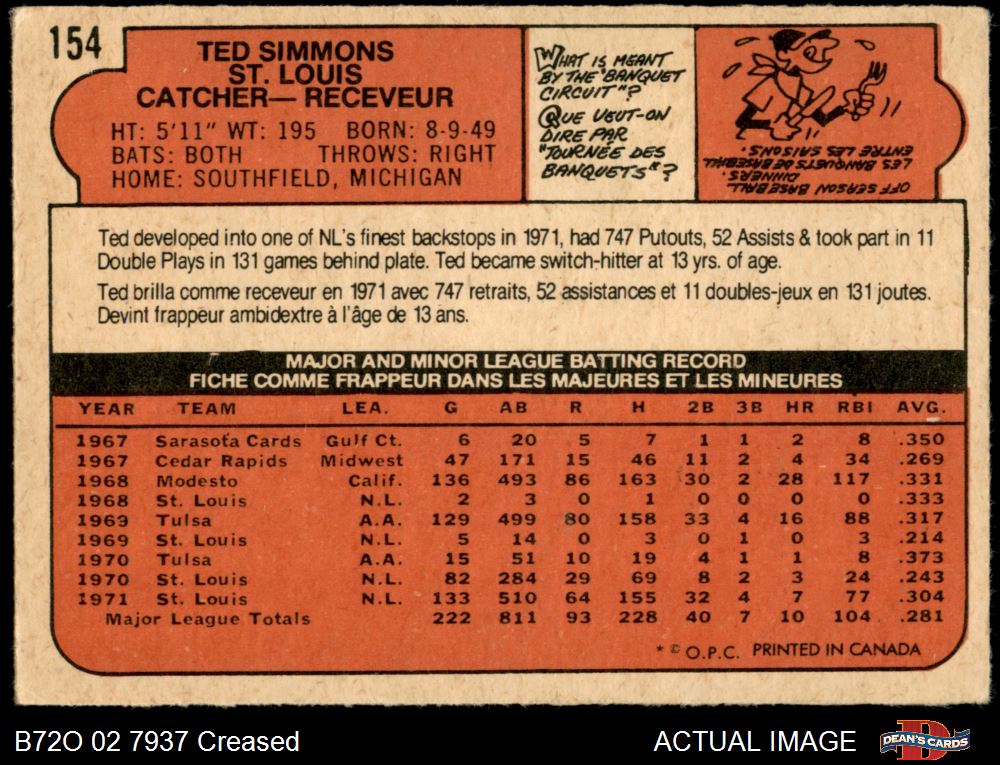 154
TED SIMMONS
ST. LOUIS
CATCHER— RECEVEUR
HT: 5'11" WT: 195 BORN: 8-9-49
BATS: BOTH THROWS: RIGHT
HOME: SOUTHFIELD, MICHIGAN
WHAT IS MEANT
BY THE "BANQUET
CIRCUIT"?
QUE VEUT-ON
DIRE PAR
"TOURNÉE DES
BANQUETS"?
OFF SEASON BASEBALL
DINNERS.
LES BANQUETS DE BASEBALL
ENTRE LES SAISONS.
Ted developed into one of NL's finest backstops in 1971, had 747 Putouts, 52 Assists & took part in 11
Double Plays in 131 games behind plate. Ted became switch-hitter at 13 yrs. of age.
Ted brilla comme receveur en 1971 avec 747 retraits, 52 assistances et 11 doubles-jeux en 131 joutes.
Devint frappeur ambidextre à l'âge de 13 ans.
MAJOR AND MINOR LEAGUE BATTING RECORD
FICHE COMME FRAPPEUR DANS LES MAJEURES ET LES MINEURES
YEAR TEAM LEA. G AB R H 2B 3B HR RBI AVG.
1967 Sarasota Cards Gulf Ct. 6 20 5 7 1 1 2 8 .350
1967 Cedar Rapids Midwest 47 171 15 46 11 2 4 34 .269
1968 Modesto Calif. 136 493 86 163 30 2 28 117 .331
1968 St. Louis N.L. 2 3 0 1 0 0 0 0 .333
1969 Tulsa A.A. 129 499 80 158 33 4 16 88 .317
1969 St. Louis N.L. 5 14 0 3 0 1 0 3 .214
1970 Tulsa A.A. 15 51 10 19 4 1 1 8 .373
1970 St. Louis N.L. 82 284 29 69 8 2 3 24 .243
1971 St. Louis N.L. 133 510 64 155 32 4 7 77 .304
Major League Totals 222 811 93 228 40 7 10 104 .281
* © O.P.C. PRINTED IN CANADA
B72O 02 7937 Creased
ACTUAL IMAGE
D
DEAN'S CARDS